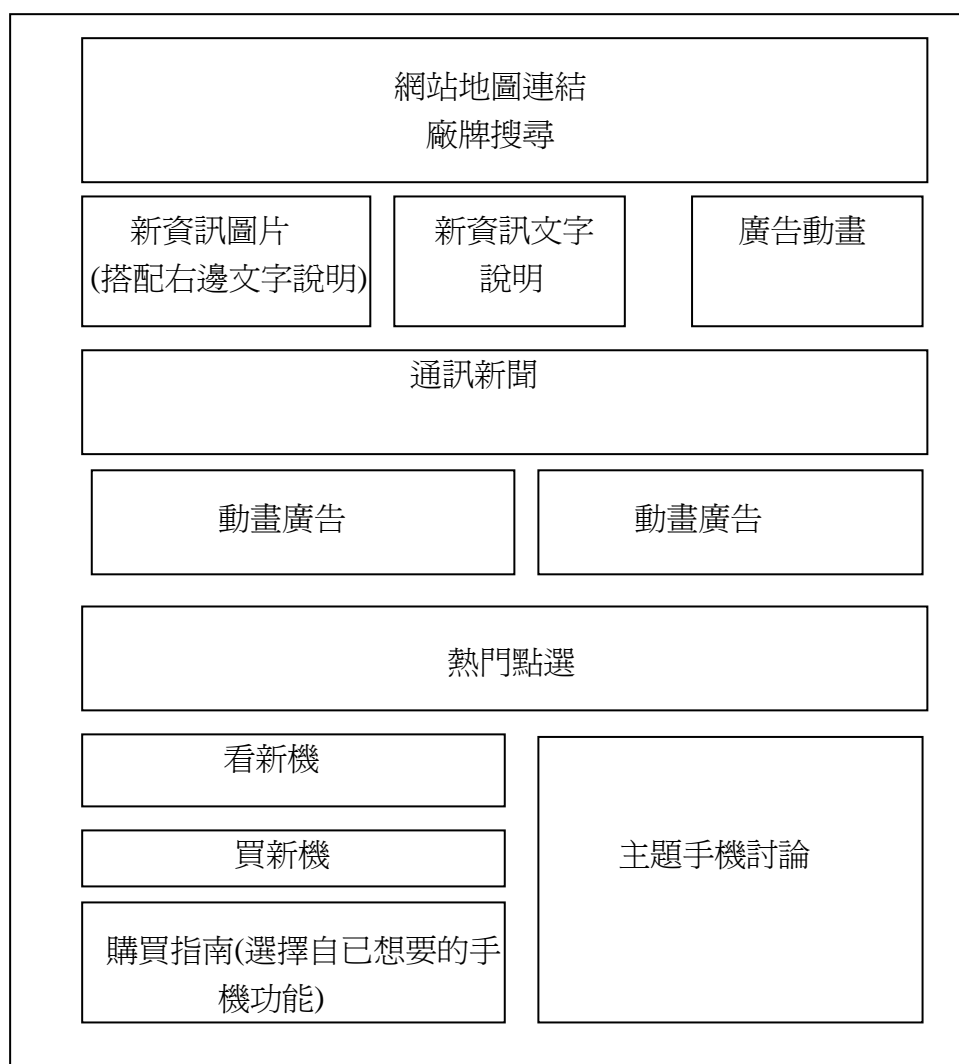 網站地圖連結
廠牌搜尋
新資訊圖片
(搭配右邊文字說明)
新資訊文字
說明
廣告動畫
通訊新聞
動畫廣告
動畫廣告
熱門點選
看新機
買新機
購買指南(選擇自已想要的手
機功能)
主題手機討論